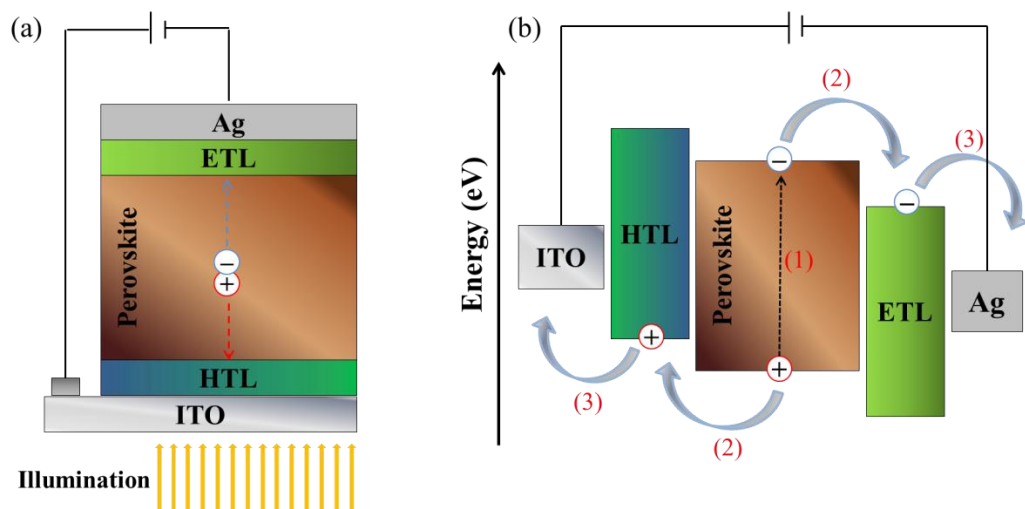 (a)
Ag
ETL
Perovskite
HTL
ITO
Illumination
(b)
Energy (eV)
ITO
HTL
Perovskite
ETL
Ag
(1)
(2)
(3)
(3)
(2)
−
+
−
−
+
+